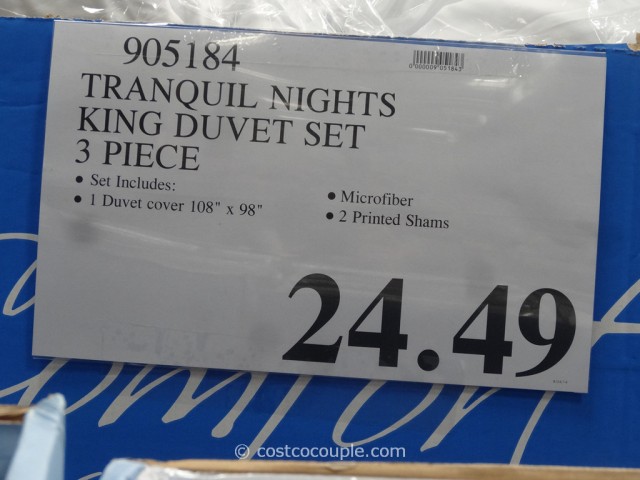 905184
TRANQUIL NIGHTS
KING DUVET SET
3 PIECE
• Set Includes:
• 1 Duvet cover 108" x 98"
• Microfiber
• 2 Printed Shams
24.49
© costcocouple.com